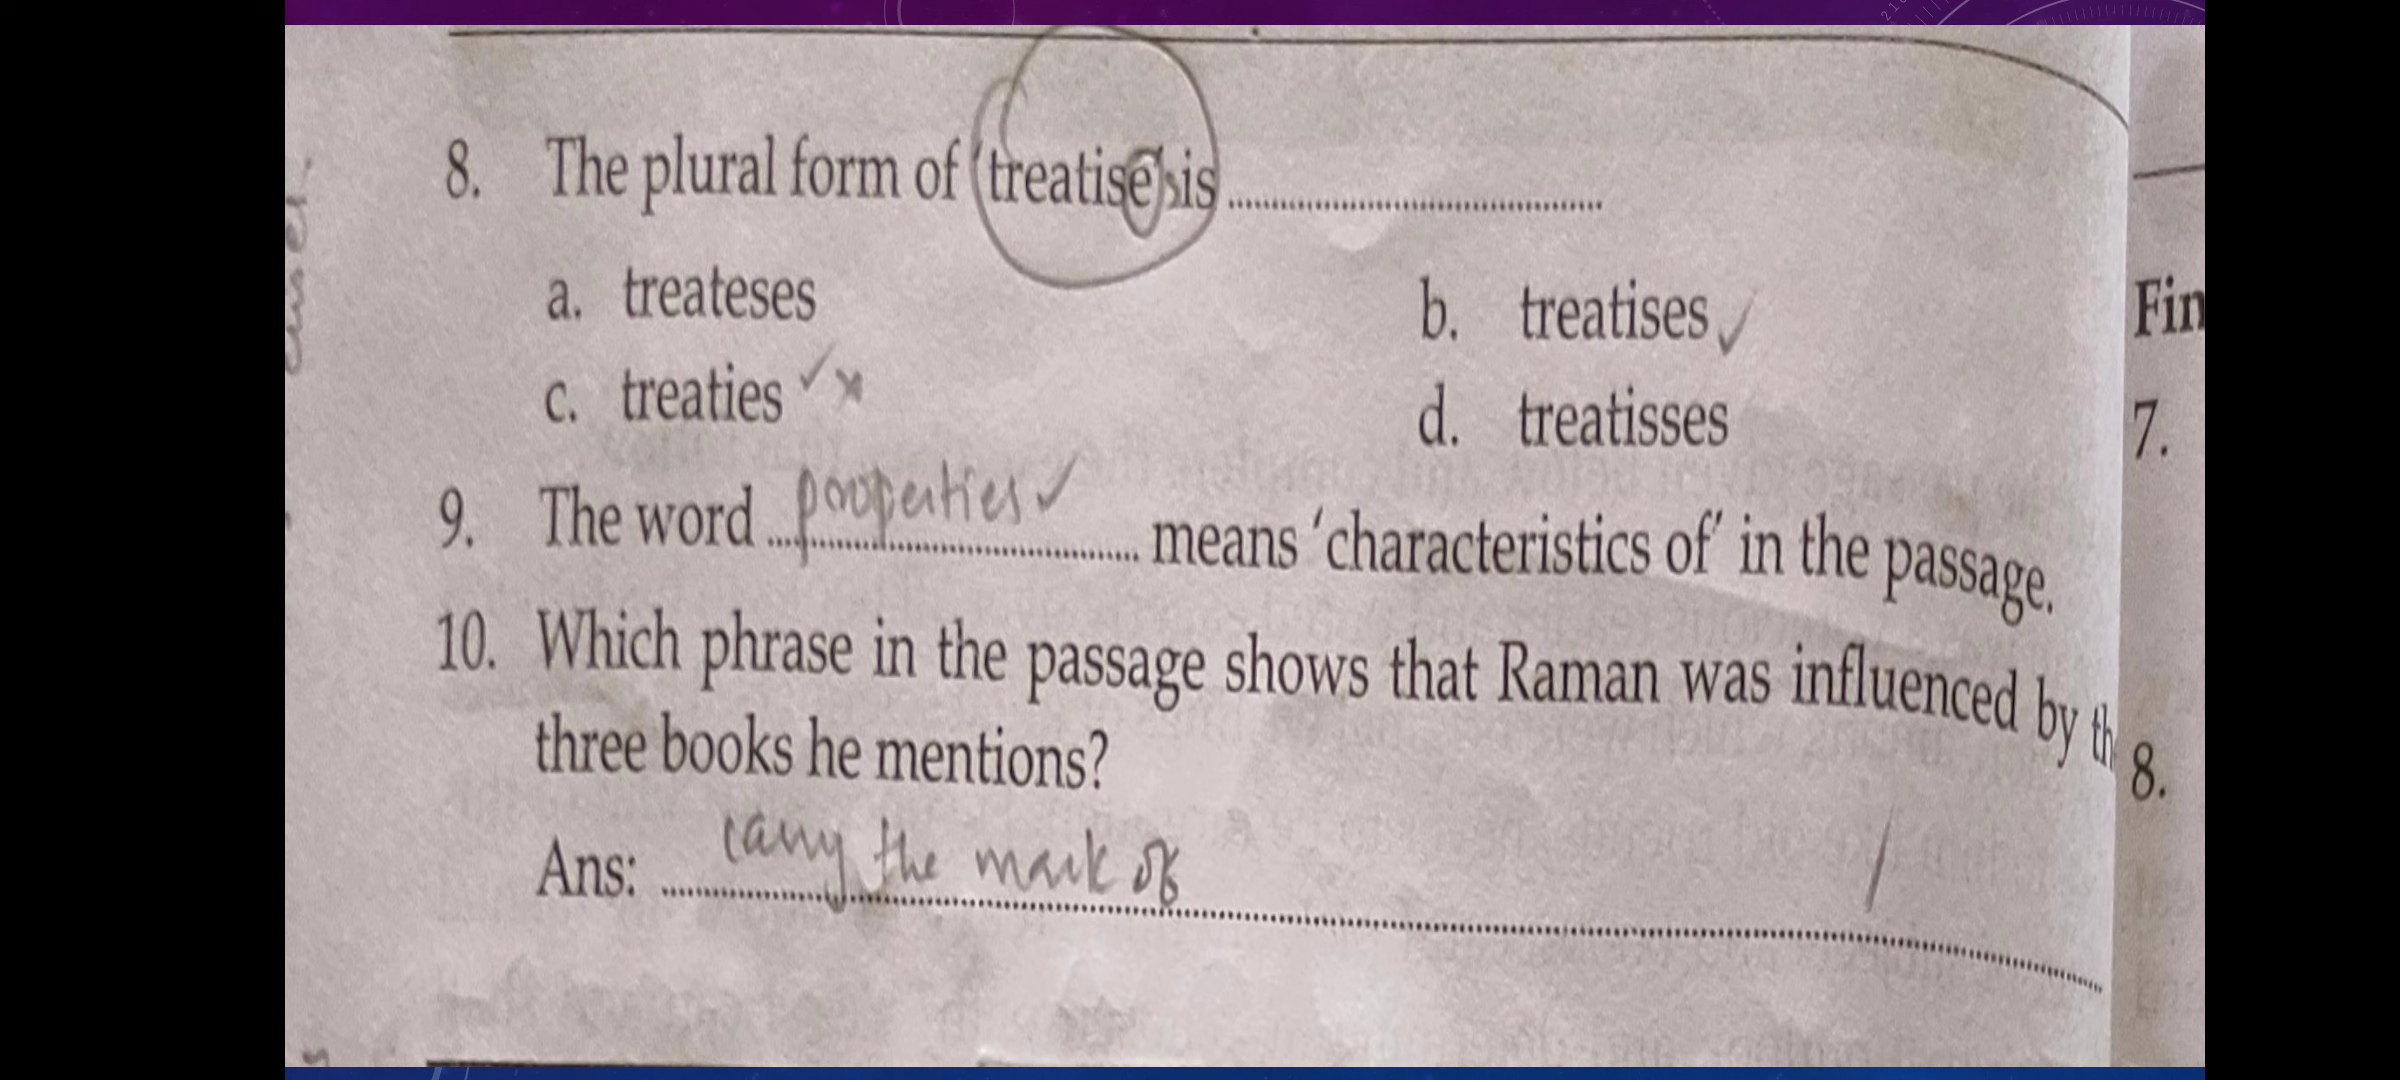 8. The plural form of 'treatise' is ..............................
a. treateses
b. treatises ✓
c. treaties ✓ ×
d. treatisses
9. The word ... properties ✓ ... means 'characteristics of' in the passage.
10. Which phrase in the passage shows that Raman was influenced by th
three books he mentions?
Ans: carry the mark of
Fin
7.
8.